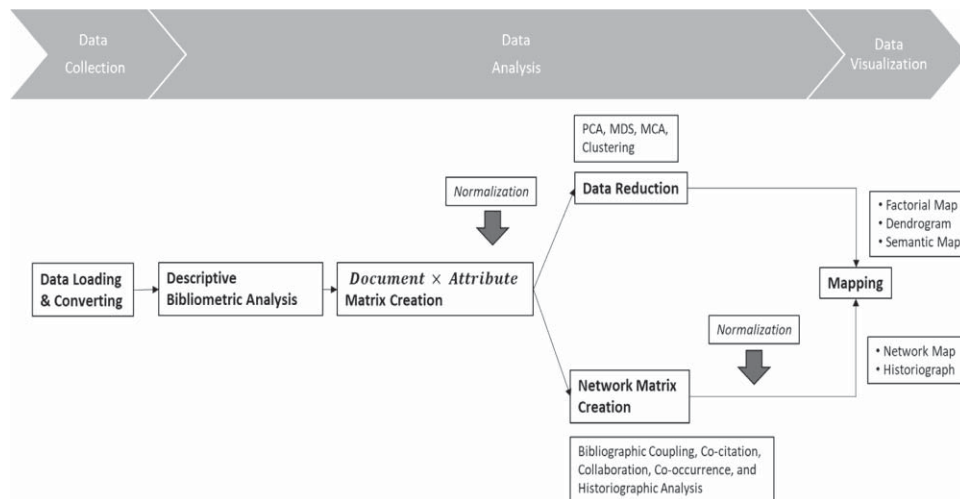 Data
Collection
Data
Analysis
Data
Visualization
PCA, MDS, MCA,
Clustering
Normalization
Data Reduction
• Factorial Map
• Dendrogram
• Semantic Map
Data Loading
& Converting
Descriptive
Bibliometric Analysis
Document × Attribute
Matrix Creation
Mapping
Normalization
• Network Map
• Historiograph
Network Matrix
Creation
Bibliographic Coupling, Co-citation,
Collaboration, Co-occurrence, and
Historiographic Analysis